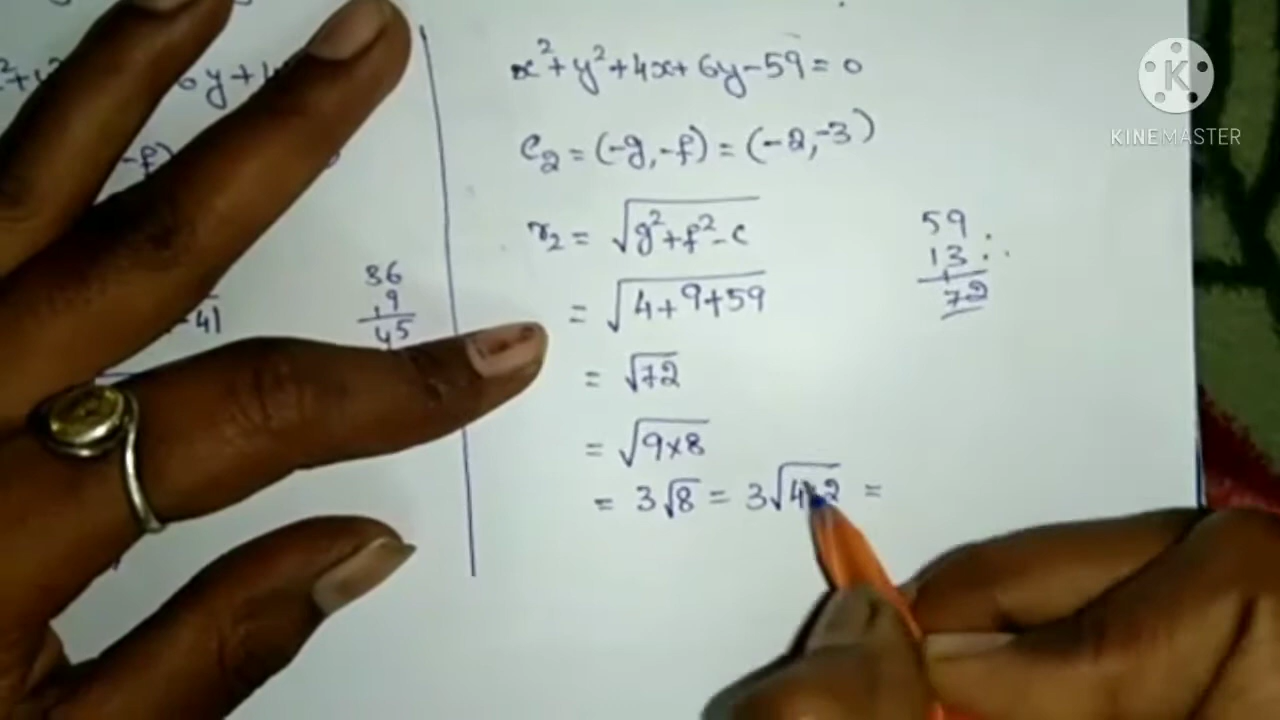 x²+y²+4x+6y-59=0
C₂=(-g,-f)=(-2,-3)
r₂=√g²+f²-c
=√4+9+59
=√72
=√9×8
=3√8=3√4×2=
59
13
72
36
9
45
6y+
-f)
-41
K
KINEMASTER